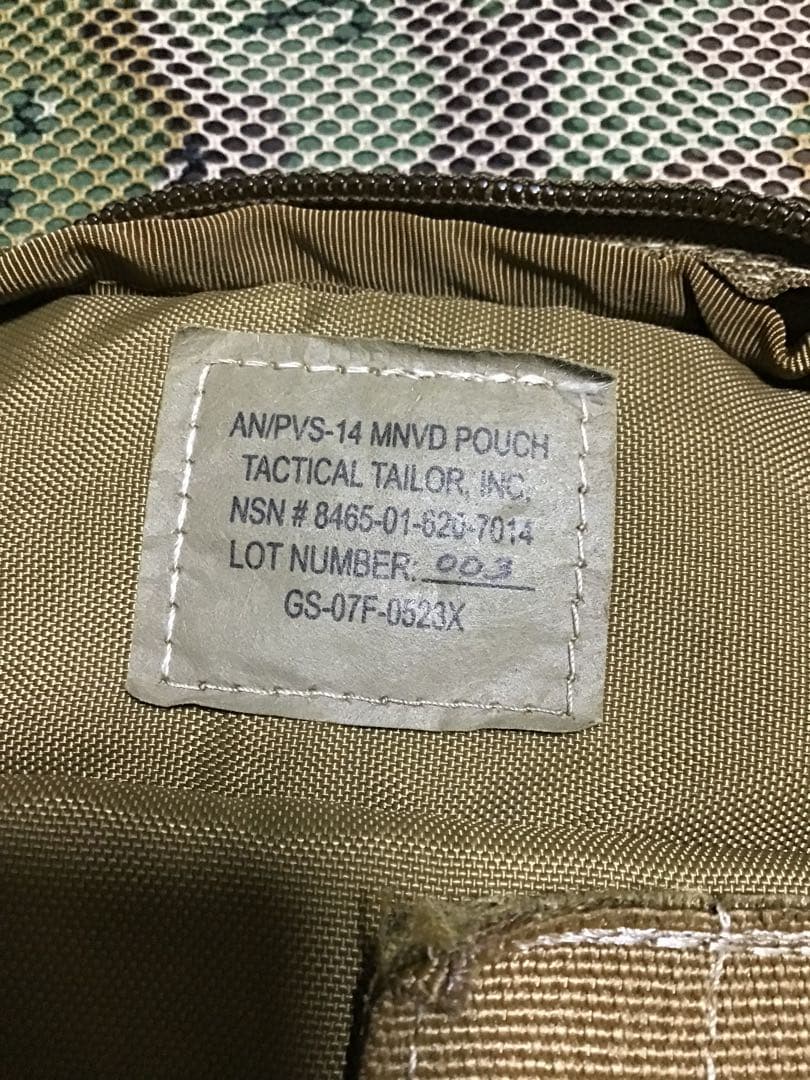 AN/PVS-14 MNVD POUCH
TACTICAL TAILOR, INC.
NSN # 8465-01-620-7014
LOT NUMBER: 003
GS-07F-0523X